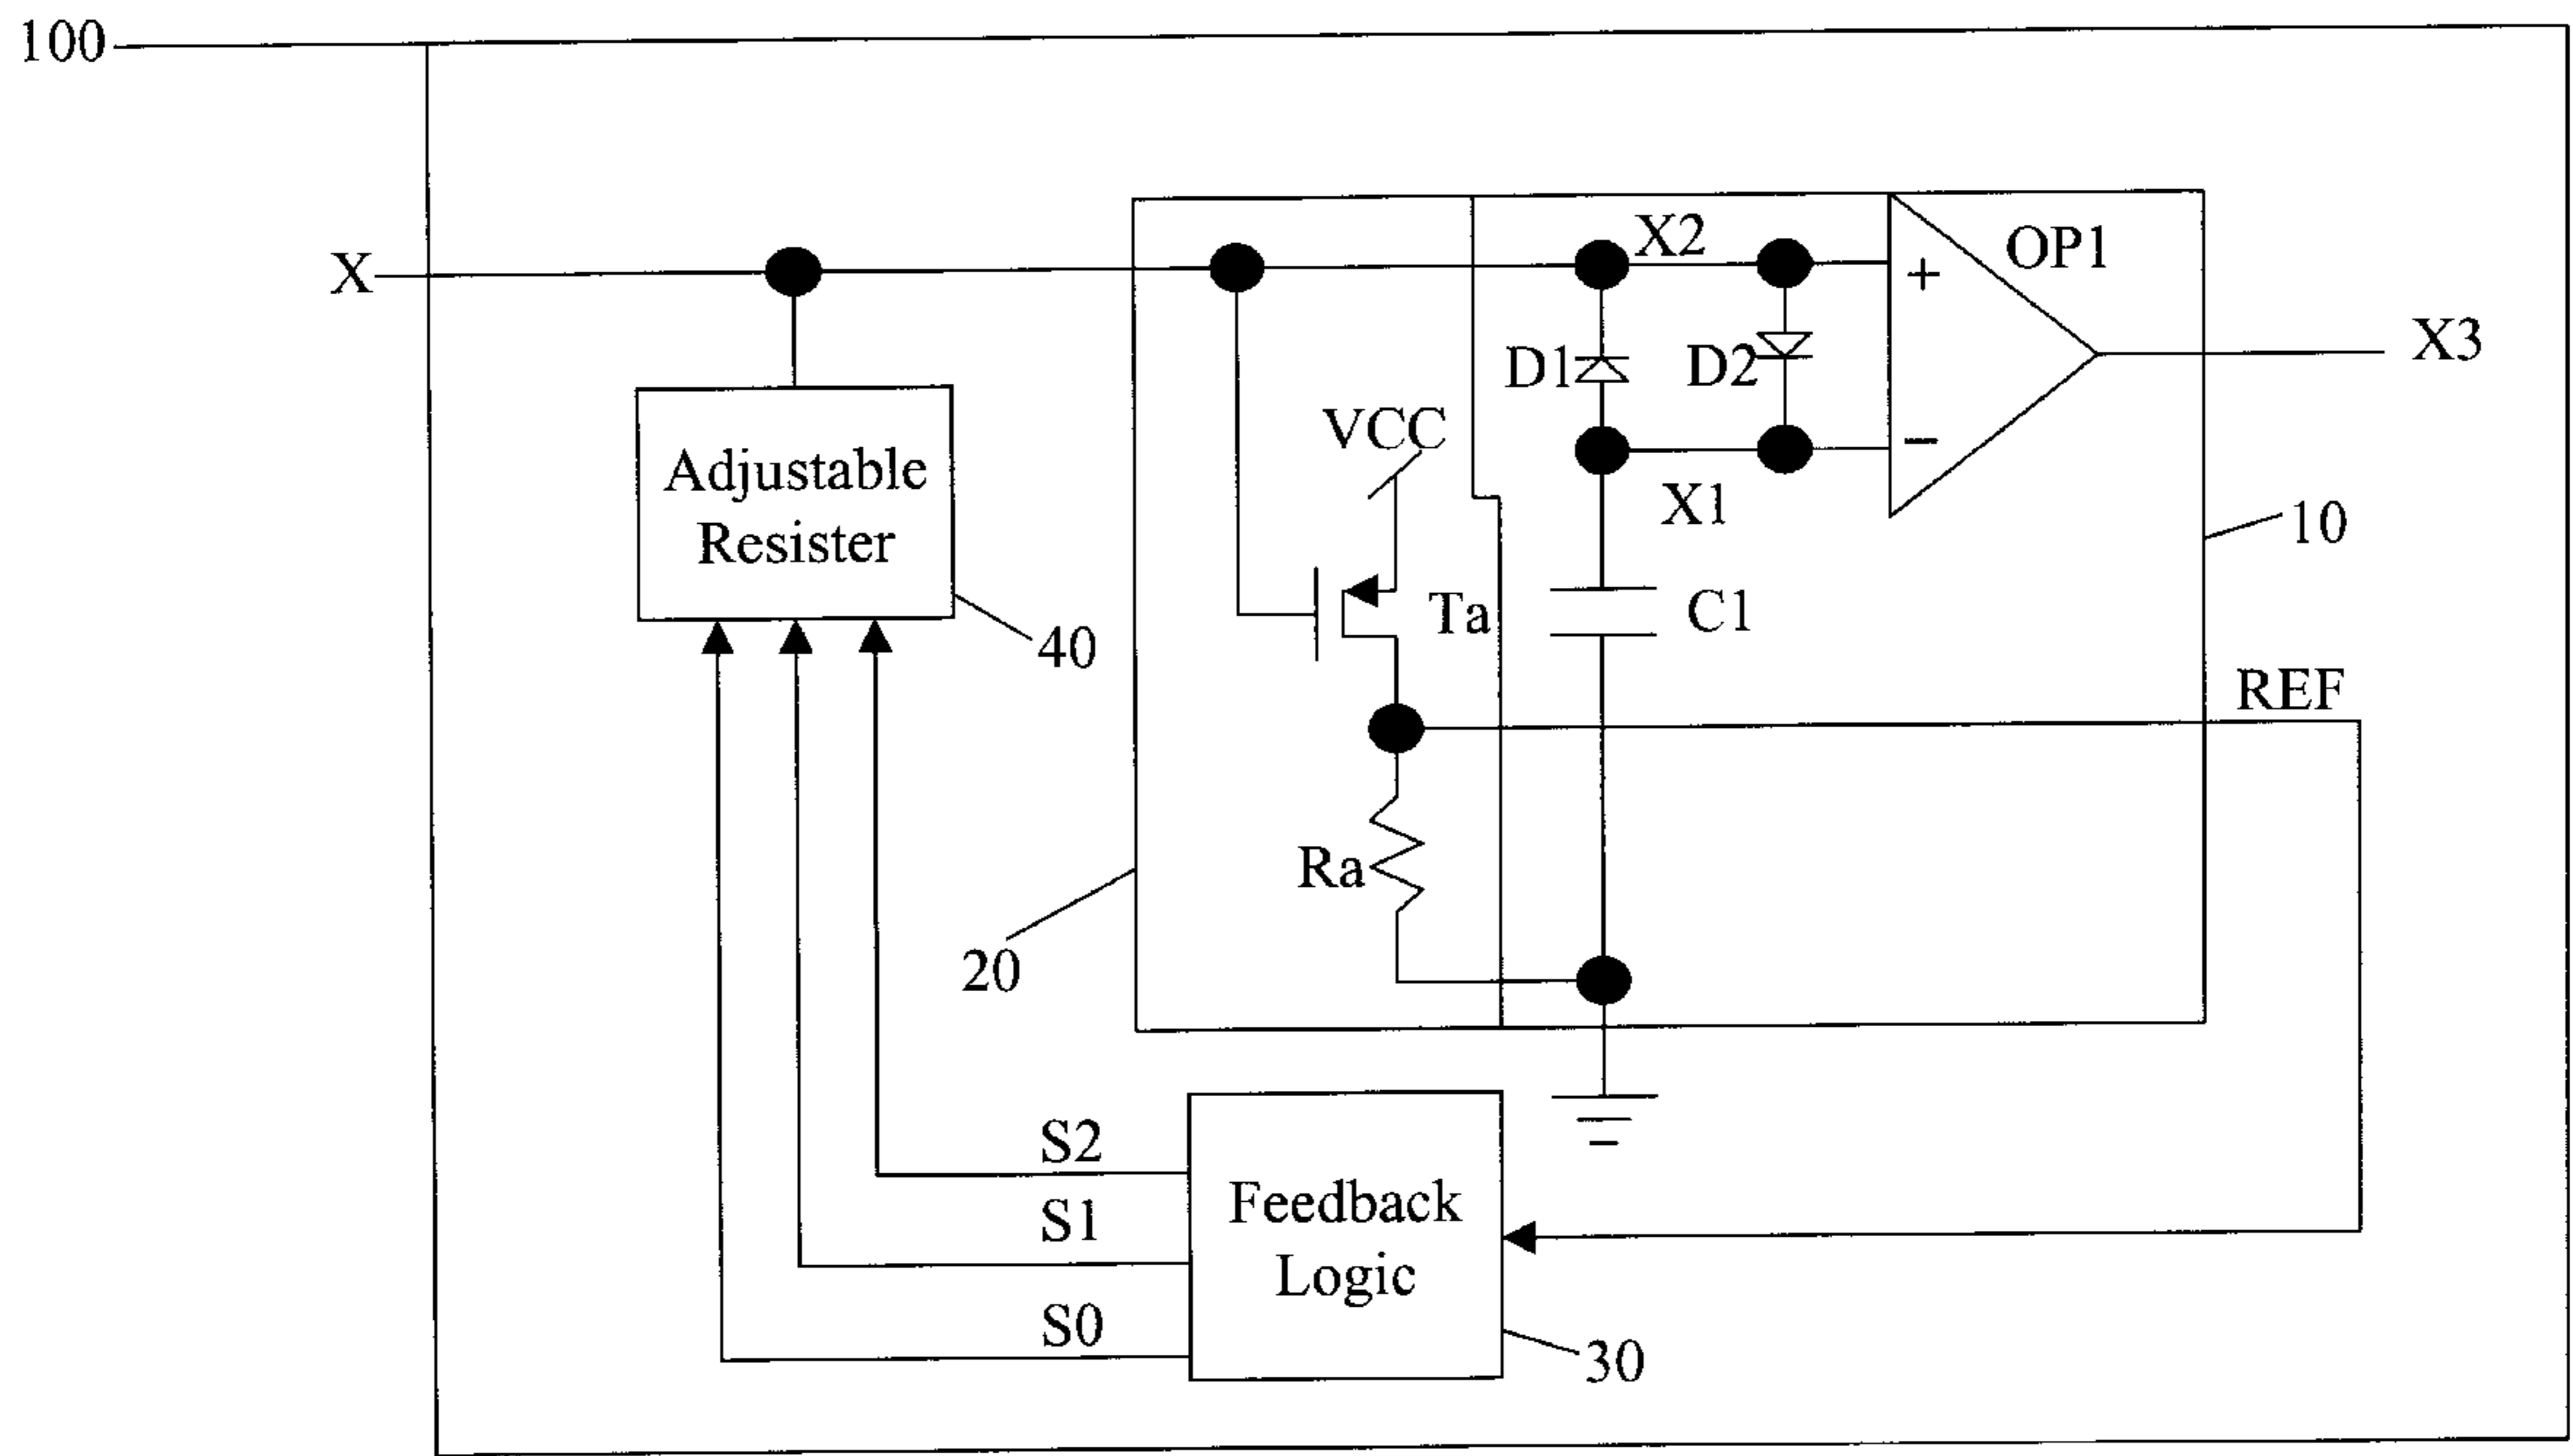 100
X
X2
OP1
+
X3
D1
D2
VCC
Adjustable
Resister
−
X1
10
Ta
C1
40
REF
Ra
20
S2
Feedback
S1
Logic
S0
30